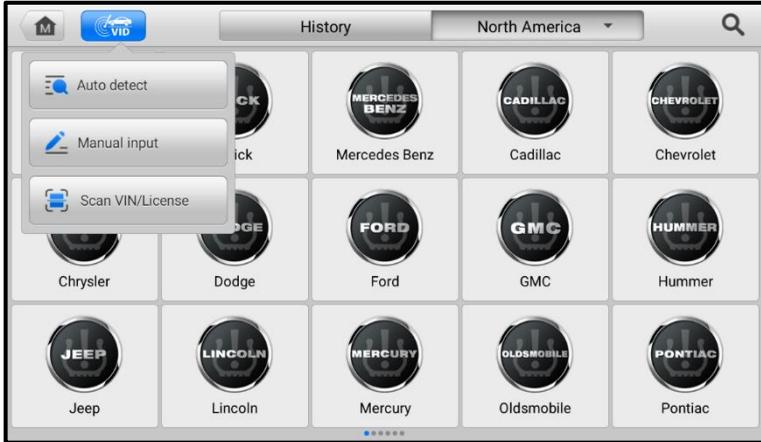 M
VID
History
North America
Auto detect
Manual input
Scan VIN/License
CK
ick
MERCEDES
BENZ
Mercedes Benz
CADILLAC
Cadillac
CHEVROLET
Chevrolet
Chrysler
DGE
Dodge
FORD
Ford
GMC
GMC
HUMMER
Hummer
JEEP
Jeep
LINCOLN
Lincoln
MERCURY
Mercury
OLDSMOBILE
Oldsmobile
PONTIAC
Pontiac